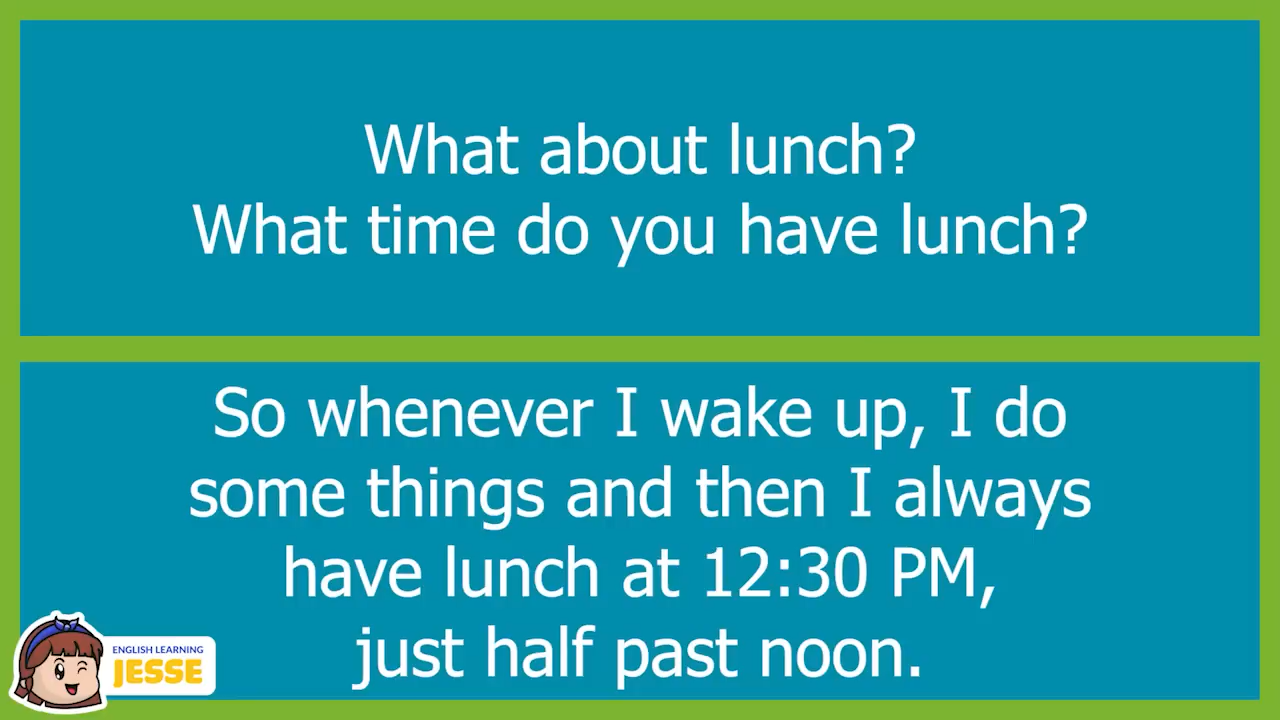 What about lunch?
What time do you have lunch?
So whenever I wake up, I do
some things and then I always
have lunch at 12:30 PM,
just half past noon.
ENGLISH LEARNING
JESSE